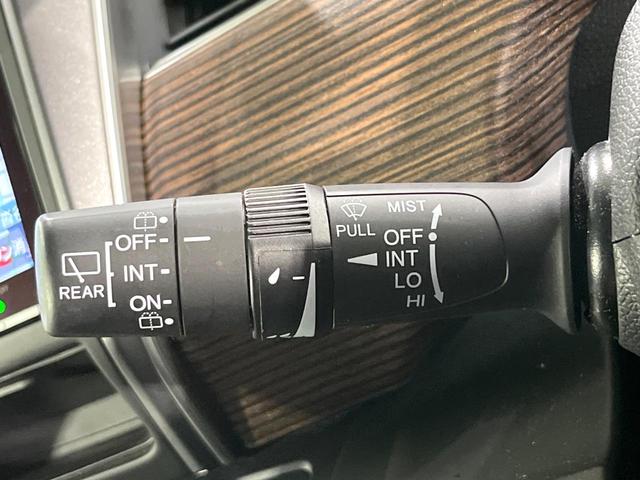 OFF
INT
ON
REAR
PULL
MIST
OFF
INT
LO
HI